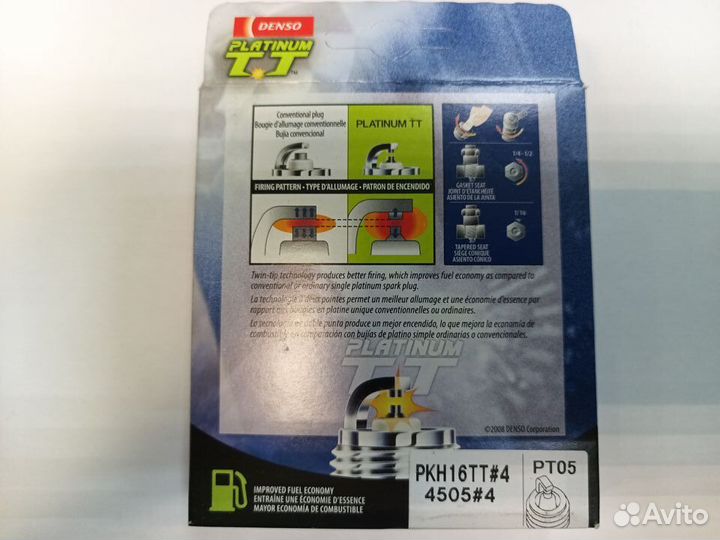 DENSO
PLATINUM
TT™
Conventional plug
Bougie d'allumage conventionnelle
Bujía convencional
PLATINUM TT
FIRING PATTERN • TYPE D'ALLUMAGE • PATRON DE ENCENDIDO
1/4-1/2
GASKET SEAT
JOINT D'ÉTANCHÉITÉ
ASIENTO DE LA JUNTA
1/16
TAPERED SEAT
SIÈGE CONIQUE
ASIENTO CÓNICO
Twin-tip technology produces better firing, which improves fuel economy as compared to
conventional or ordinary single platinum spark plug.
La technologie à deux pointes permet un meilleur allumage et une économie d'essence par
rapport aux bougies en platine unique conventionnelles ou ordinaires.
La tecnología de doble punta produce un mejor encendido, lo que mejora la economía de
combustible en comparación con bujías de platino simple ordinarias o convencionales.
PLATINUM
TT
©2008 DENSO Corporation
PKH16TT#4
4505#4
PT05
IMPROVED FUEL ECONOMY
ENTRAÎNE UNE ÉCONOMIE D'ESSENCE
MAYOR ECONOMÍA DE COMBUSTIBLE
Avito